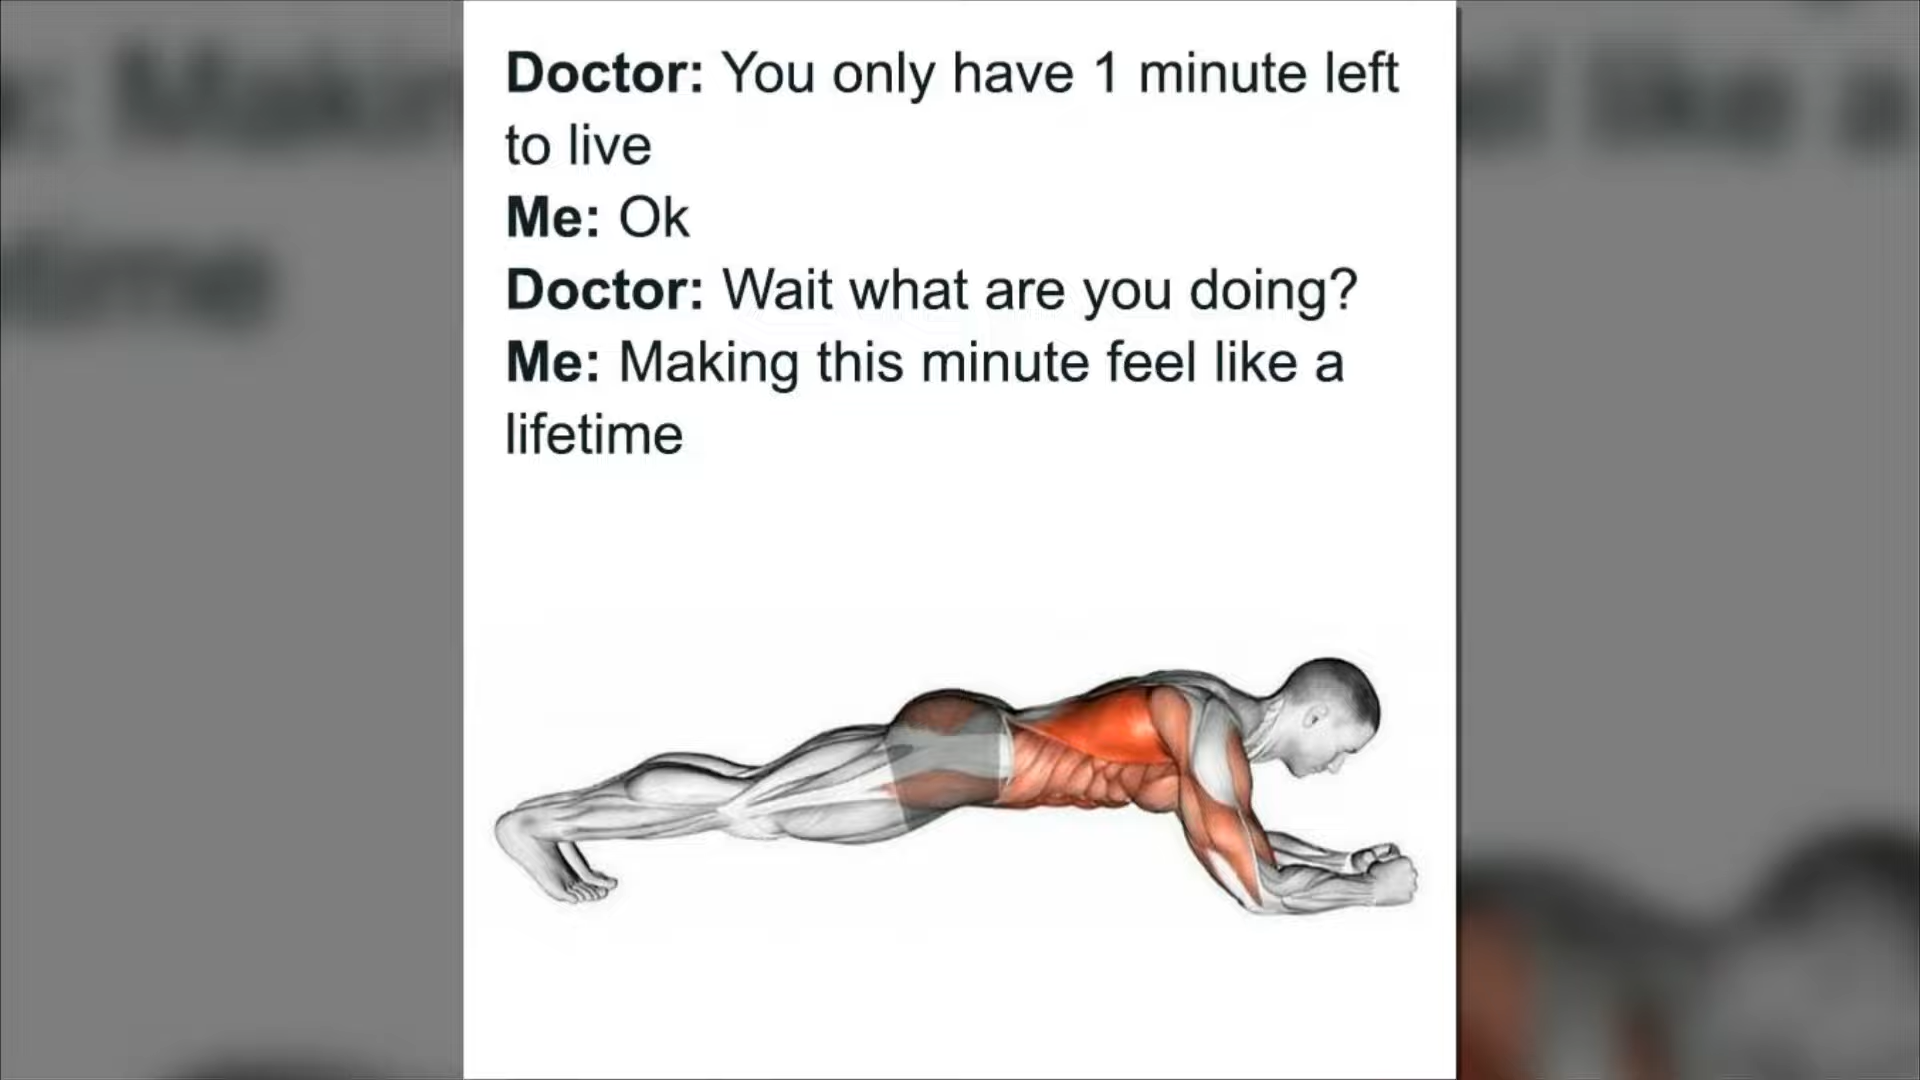 Doctor: You only have 1 minute left
to live
Me: Ok
Doctor: Wait what are you doing?
Me: Making this minute feel like a
lifetime